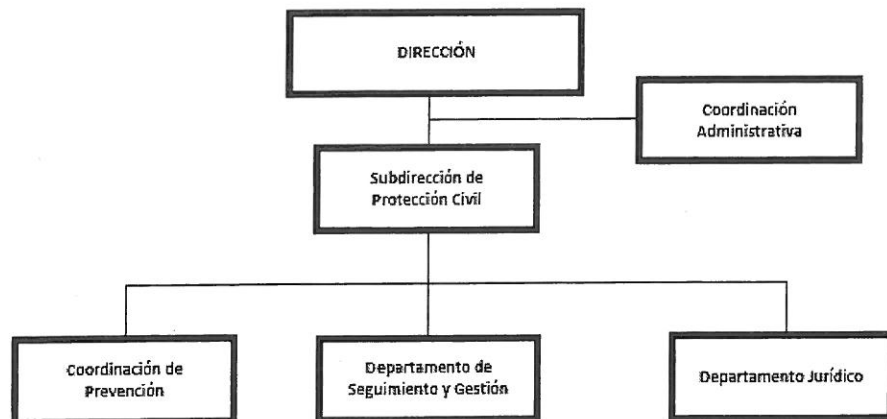 DIRECCIÓN
Coordinación
Administrativa
Subdirección de
Protección Civil
Coordinación de
Prevención
Departamento de
Seguimiento y Gestión
Departamento Jurídico